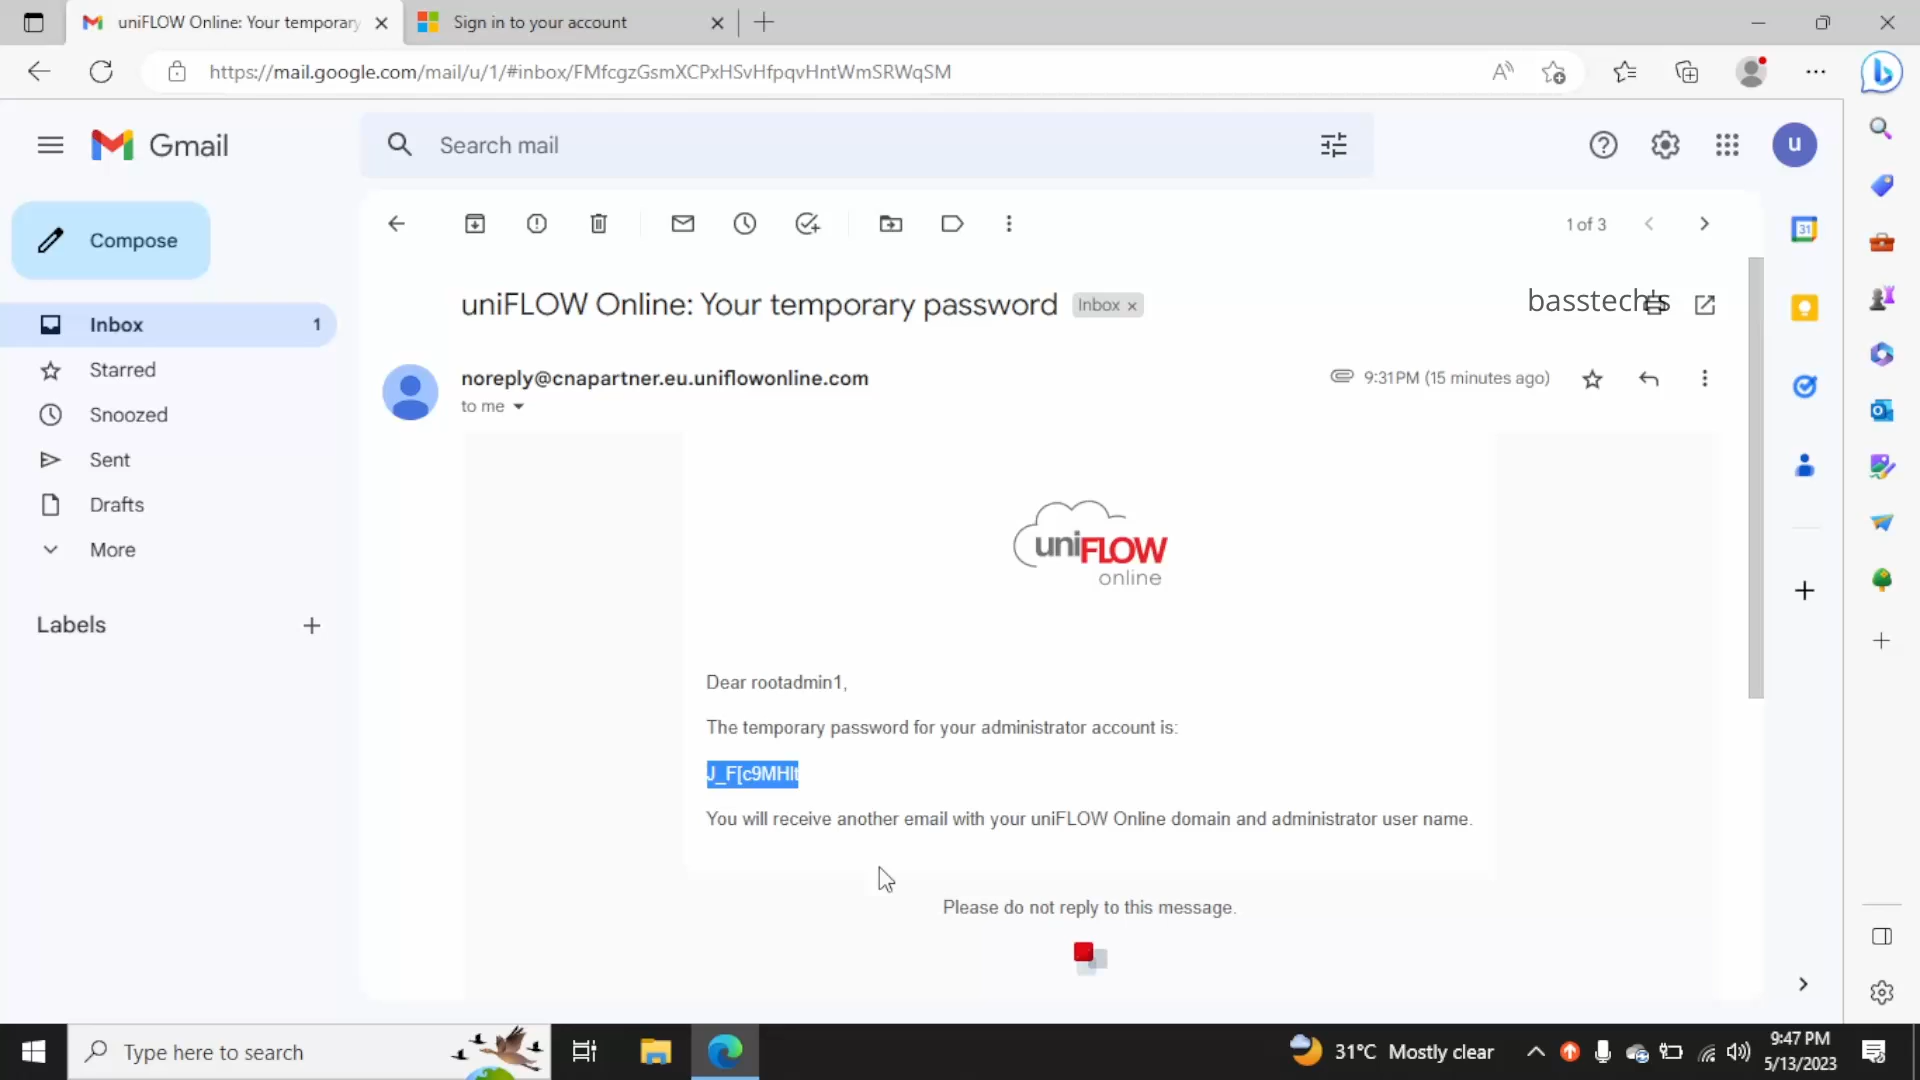 uniFLOW Online: Your temporary
Sign in to your account
https://mail.google.com/mail/u/1/#inbox/FMfcgzGsmXCPxHSvHfpqvHntWmSRWqSM
Gmail
Search mail
u
Compose
1 of 3
31
uniFLOW Online: Your temporary password
Inbox ×
basstech's
Inbox
1
noreply@cnapartner.eu.uniflowonline.com
9:31 PM (15 minutes ago)
Starred
to me
Snoozed
Sent
Drafts
uniFLOW
online
More
Labels
Dear rootadmin1,
The temporary password for your administrator account is:
J_F[c9MHlt
You will receive another email with your uniFLOW Online domain and administrator user name.
Please do not reply to this message.
Type here to search
31°C Mostly clear
9:47 PM
5/13/2023